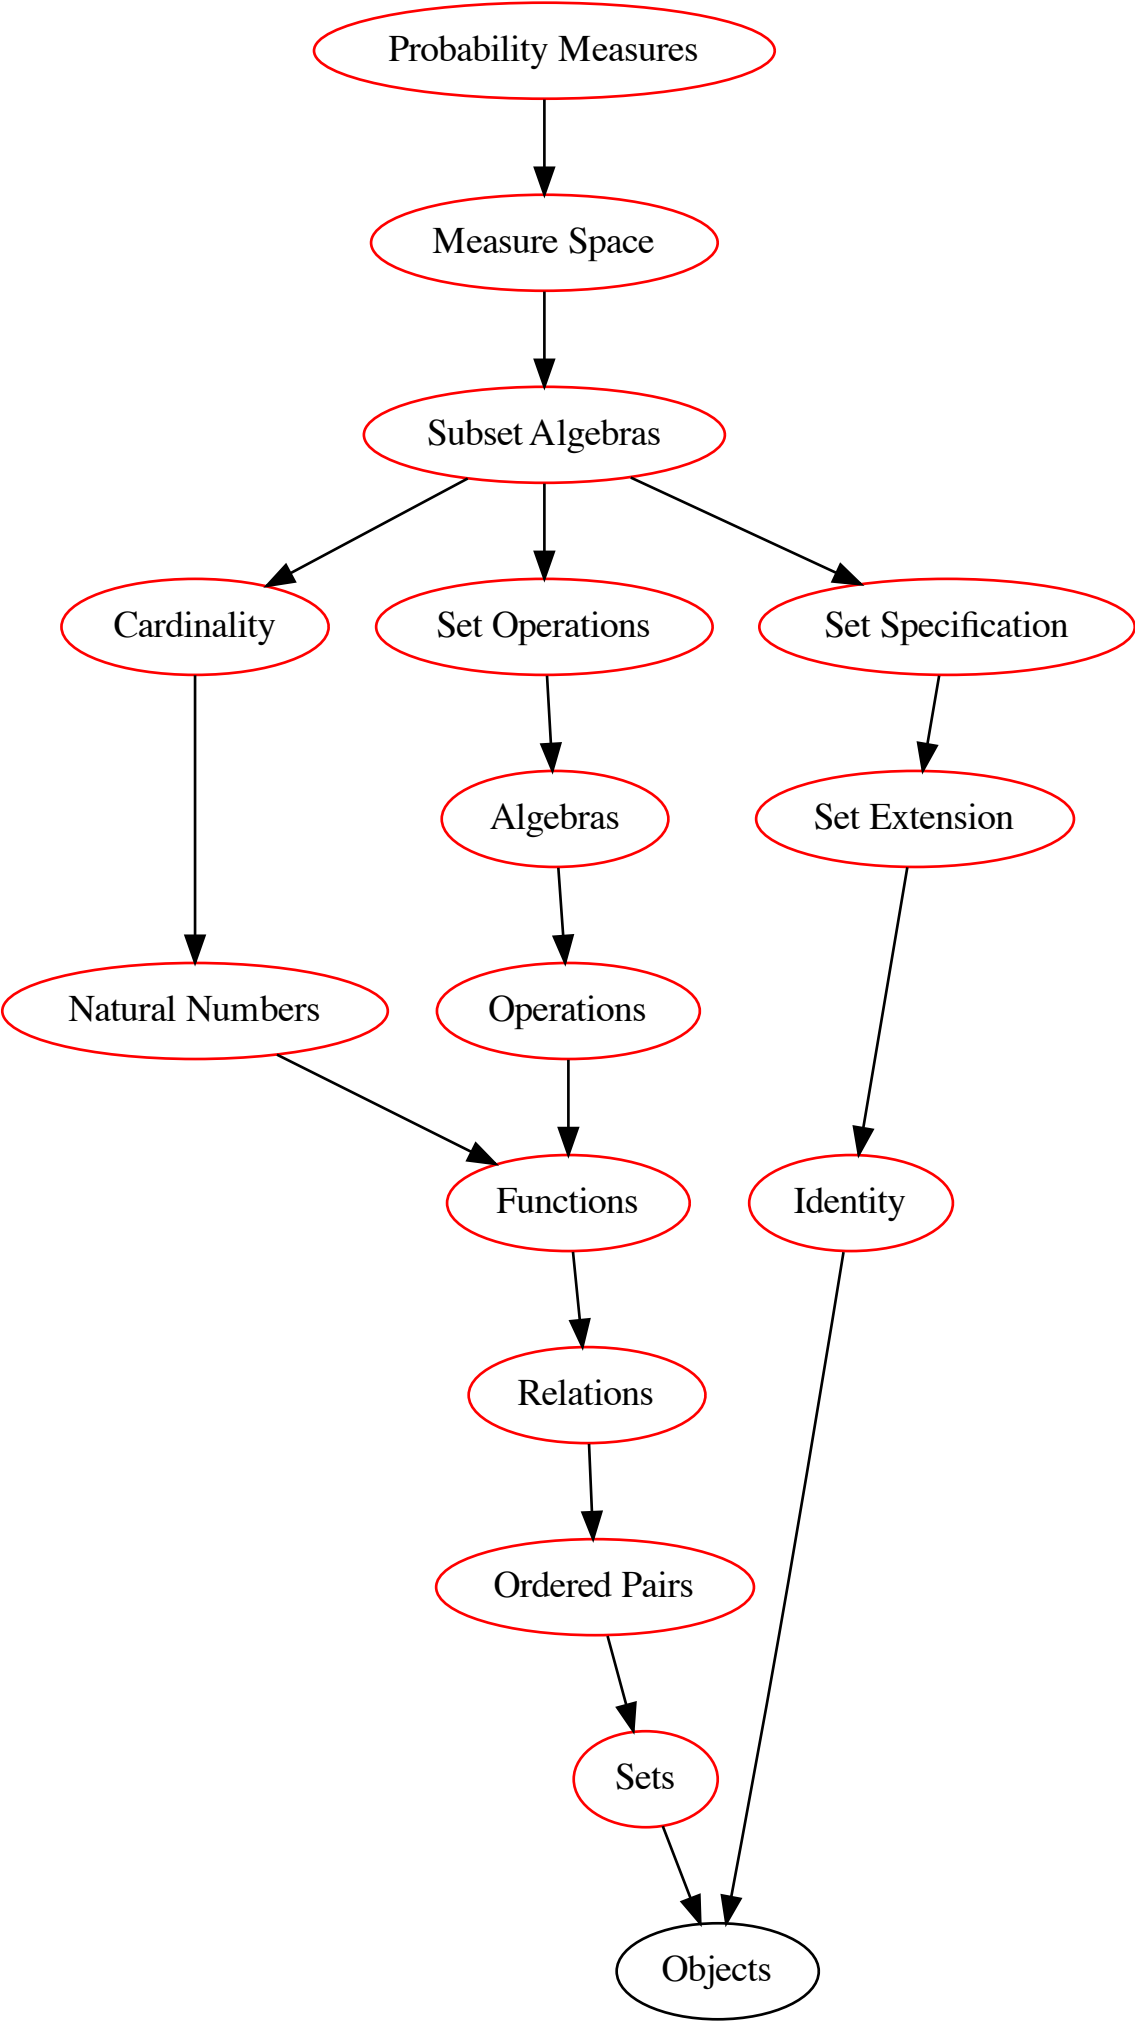 Probability Measures
Measure Space
Subset Algebras
Cardinality
Set Operations
Set Specification
Algebras
Set Extension
Natural Numbers
Operations
Functions
Identity
Relations
Ordered Pairs
Sets
Objects